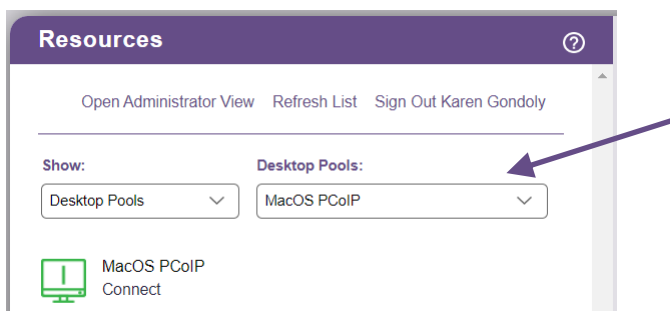 Resources
Open Administrator View Refresh List Sign Out Karen Gondoly
Show: Desktop Pools:
Desktop Pools MacOS PCoIP
MacOS PCoIP
Connect